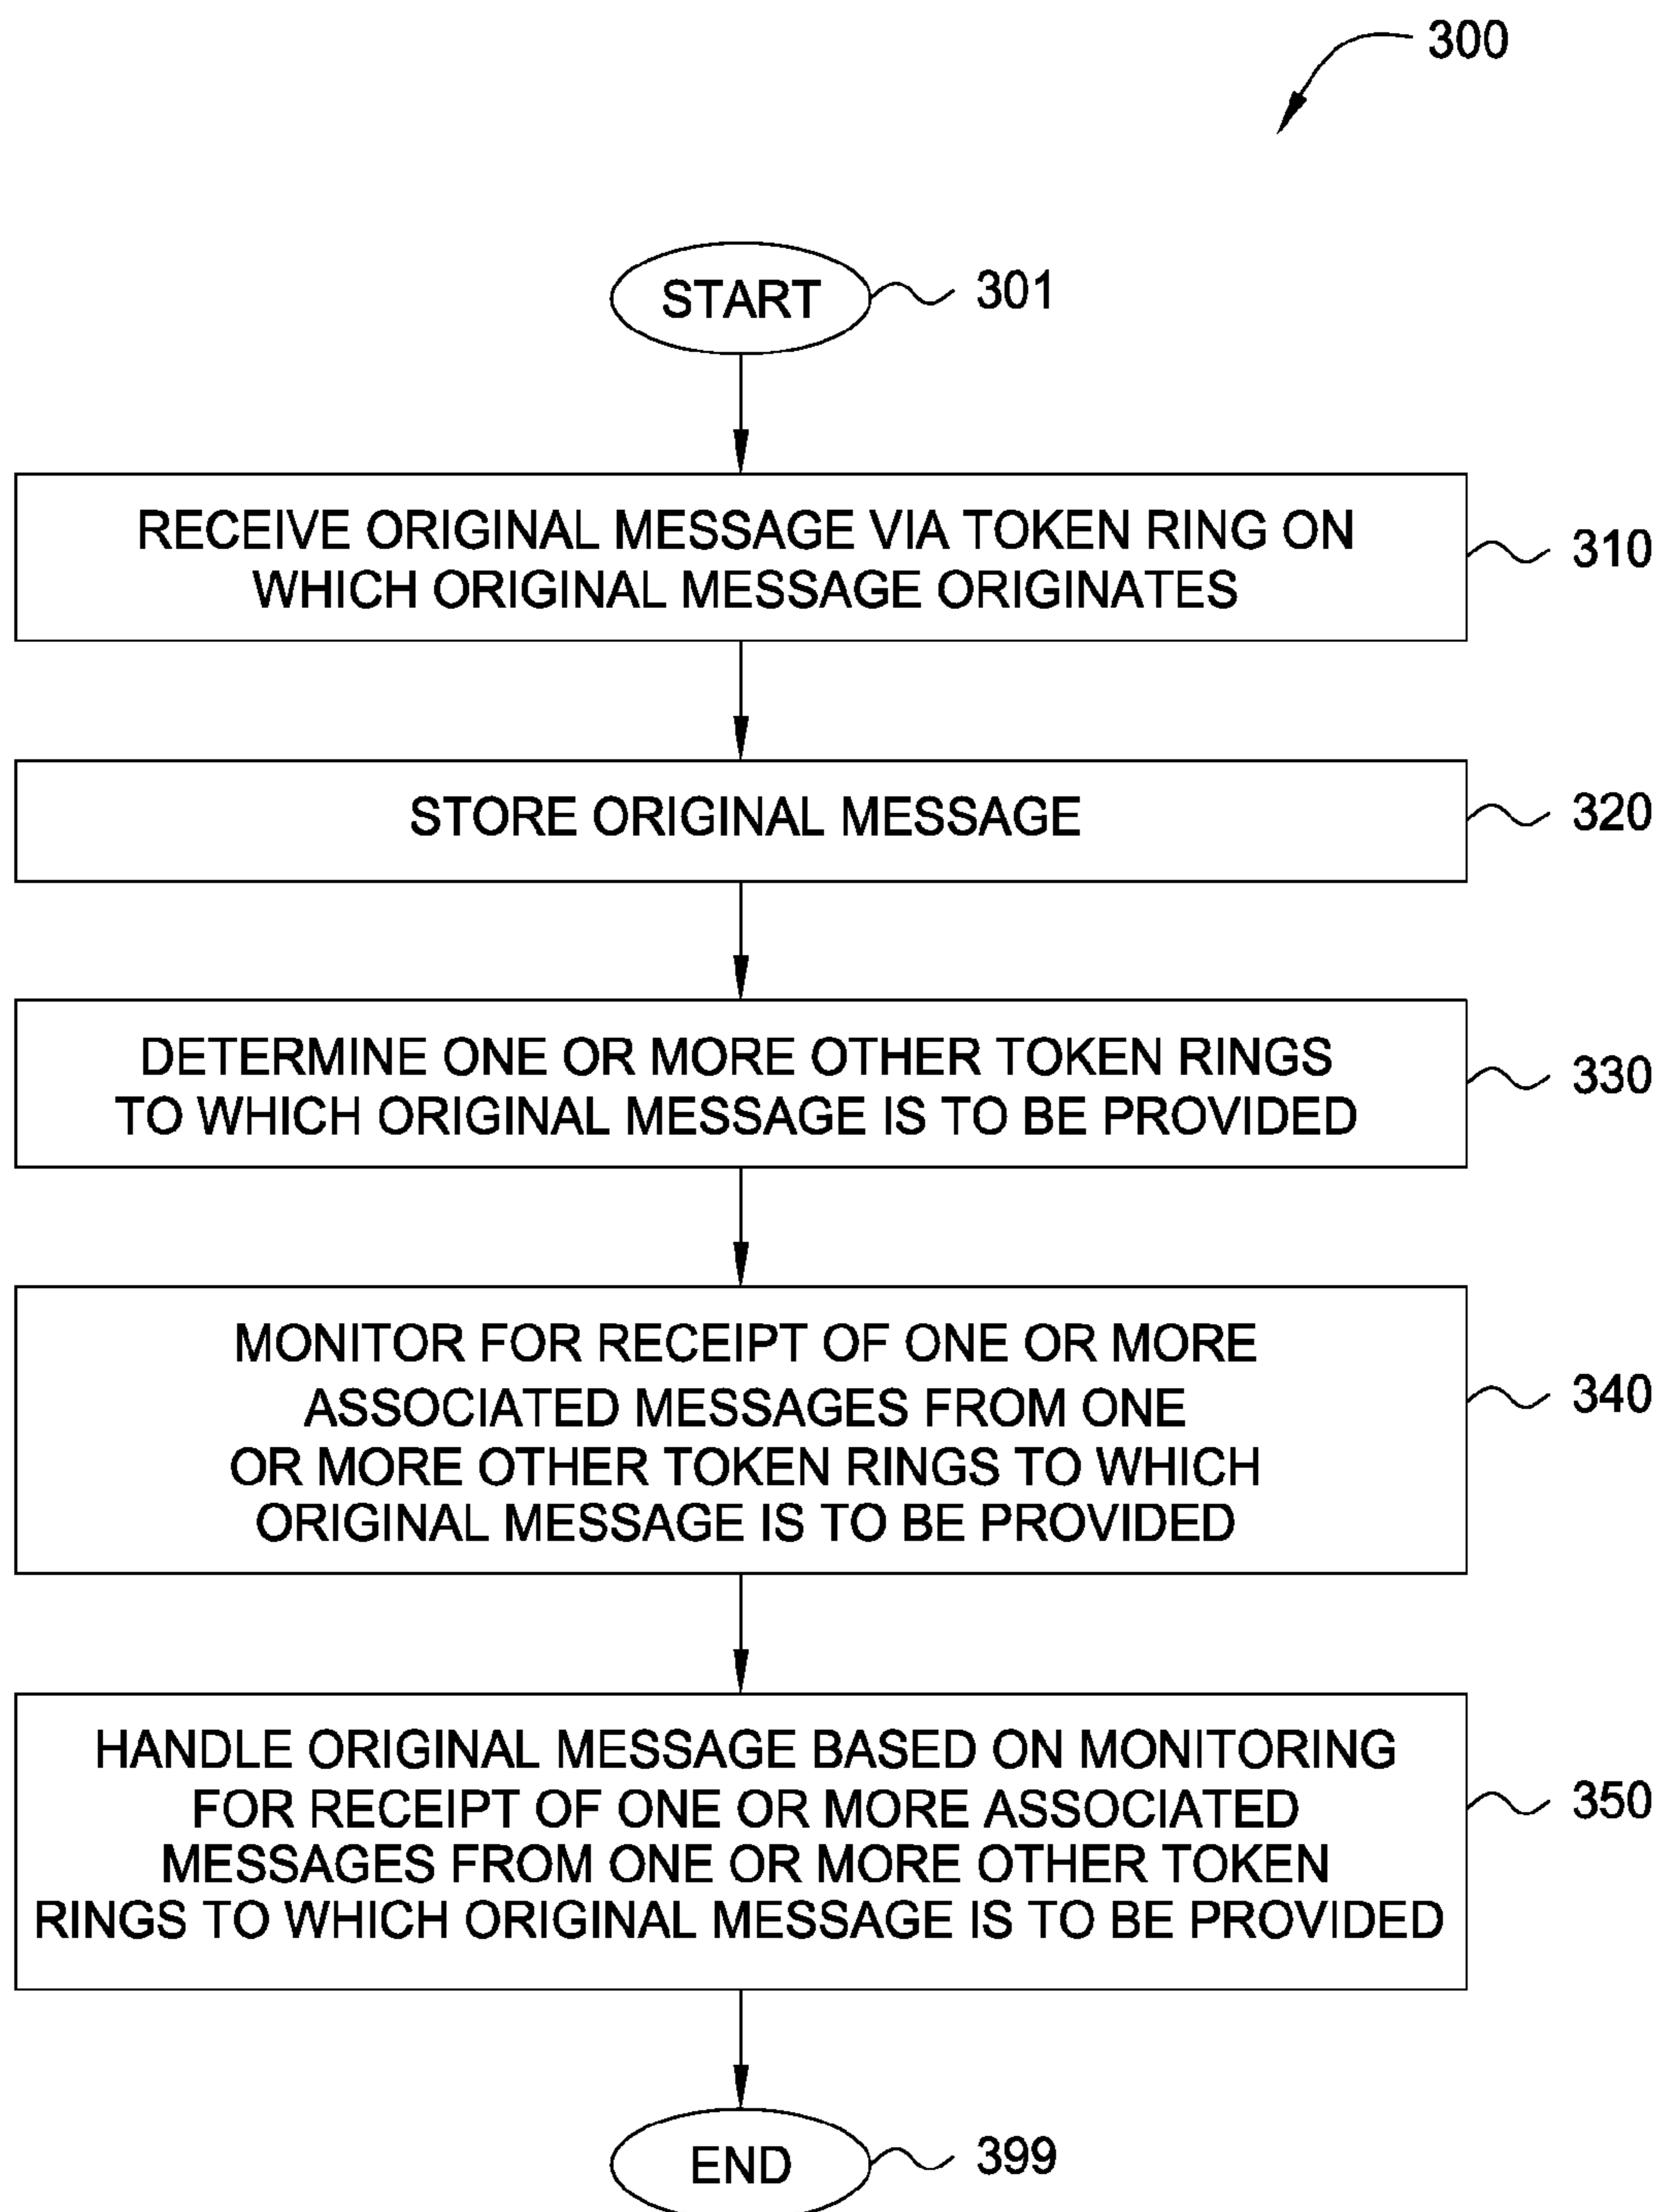 300
START
301
RECEIVE ORIGINAL MESSAGE VIA TOKEN RING ON
WHICH ORIGINAL MESSAGE ORIGINATES
310
STORE ORIGINAL MESSAGE
320
DETERMINE ONE OR MORE OTHER TOKEN RINGS
TO WHICH ORIGINAL MESSAGE IS TO BE PROVIDED
330
MONITOR FOR RECEIPT OF ONE OR MORE
ASSOCIATED MESSAGES FROM ONE
OR MORE OTHER TOKEN RINGS TO WHICH
ORIGINAL MESSAGE IS TO BE PROVIDED
340
HANDLE ORIGINAL MESSAGE BASED ON MONITORING
FOR RECEIPT OF ONE OR MORE ASSOCIATED
MESSAGES FROM ONE OR MORE OTHER TOKEN
RINGS TO WHICH ORIGINAL MESSAGE IS TO BE PROVIDED
350
END
399